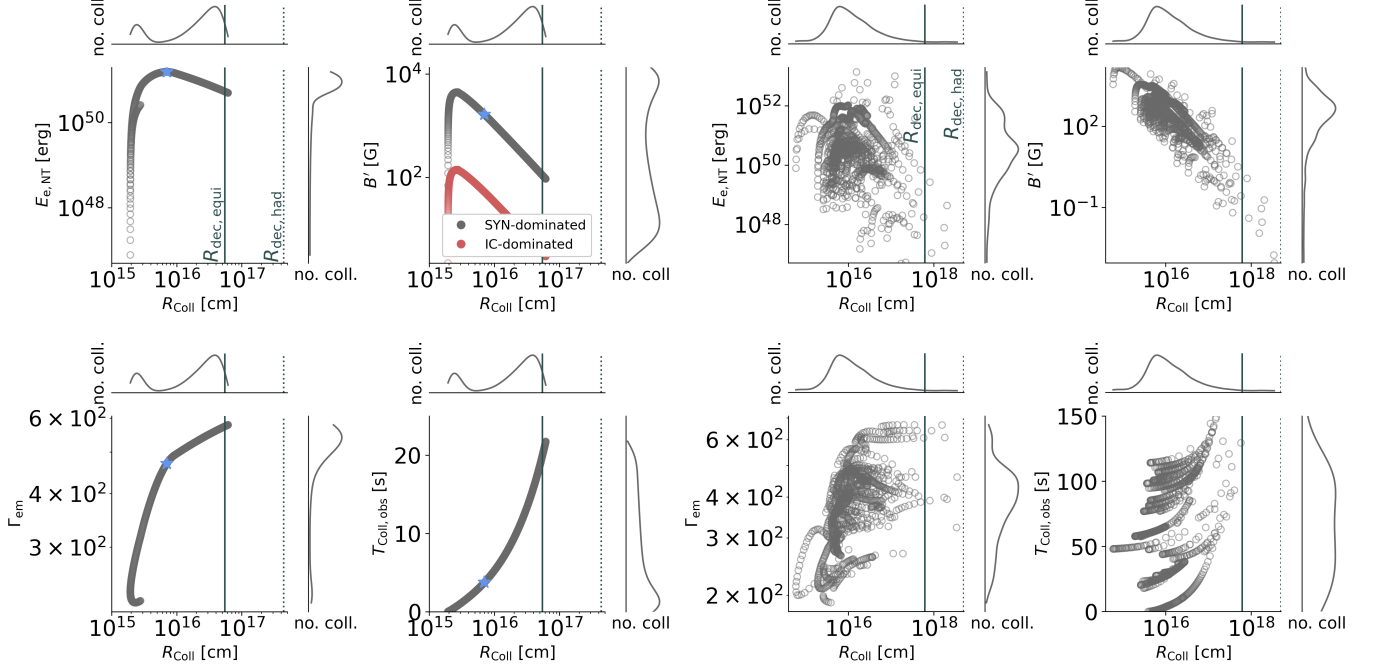 no. coll.
no. coll.
no. coll.
no. coll.
10^50
10^48
E_e,NT [erg]
R_dec, equi
R_dec, had
10^15
10^16
10^17
no. coll.
R_Coll [cm]
10^4
10^2
B′ [G]
SYN-dominated
IC-dominated
10^15
10^16
10^17
no. coll
R_Coll [cm]
10^52
10^50
10^48
E_e,NT [erg]
R_dec, equi
R_dec, had
10^16
10^18
no. coll.
R_Coll [cm]
10^2
10^−1
B′ [G]
10^16
10^18
no. coll
R_Coll [cm]
no. coll.
no. coll.
no. coll.
no. coll.
6 × 10^2
4 × 10^2
3 × 10^2
Γ_em
10^15
10^16
10^17
no. coll.
R_Coll [cm]
20
10
0
T_Coll, obs [s]
10^15
10^16
10^17
no. coll.
R_Coll [cm]
6 × 10^2
4 × 10^2
3 × 10^2
2 × 10^2
Γ_em
10^16
10^18
no. coll.
R_Coll [cm]
150
100
50
0
T_Coll, obs [s]
10^16
10^18
no. coll.
R_Coll [cm]